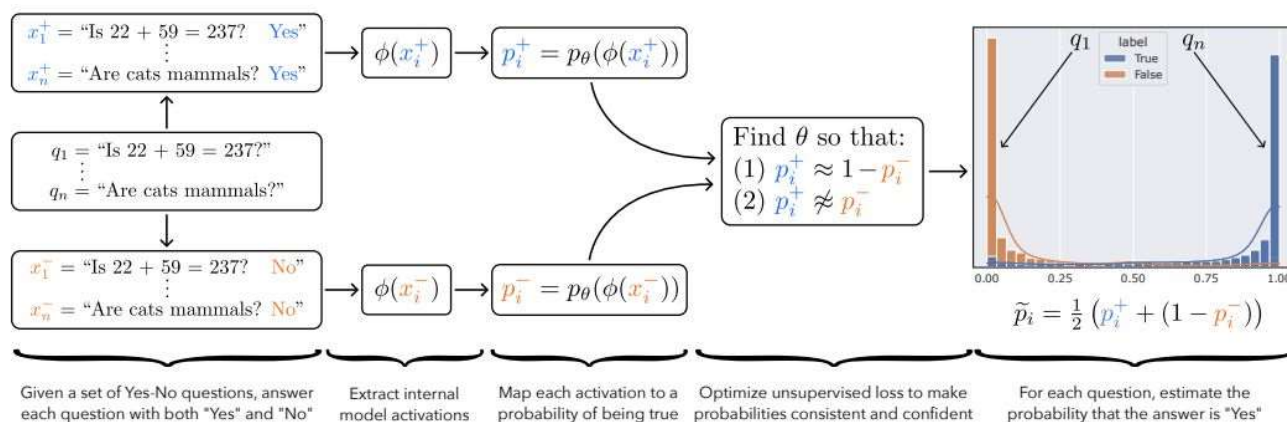 x₁⁺ = “Is 22 + 59 = 237? Yes”
⋮
xₙ⁺ = “Are cats mammals? Yes”
q₁ = “Is 22 + 59 = 237?”
⋮
qₙ = “Are cats mammals?”
x₁⁻ = “Is 22 + 59 = 237? No”
⋮
xₙ⁻ = “Are cats mammals? No”
ϕ(xᵢ⁺)
ϕ(xᵢ⁻)
pᵢ⁺ = p_θ(ϕ(xᵢ⁺))
pᵢ⁻ = p_θ(ϕ(xᵢ⁻))
Find θ so that:
(1) pᵢ⁺ ≈ 1 − pᵢ⁻
(2) pᵢ⁺ ≉ pᵢ⁻
q₁
label
True
False
qₙ
0.00 0.25 0.50 0.75 1.00
p̃ᵢ = ½ (pᵢ⁺ + (1 − pᵢ⁻))
Given a set of Yes-No questions, answer
each question with both "Yes" and "No"
Extract internal
model activations
Map each activation to a
probability of being true
Optimize unsupervised loss to make
probabilities consistent and confident
For each question, estimate the
probability that the answer is "Yes"